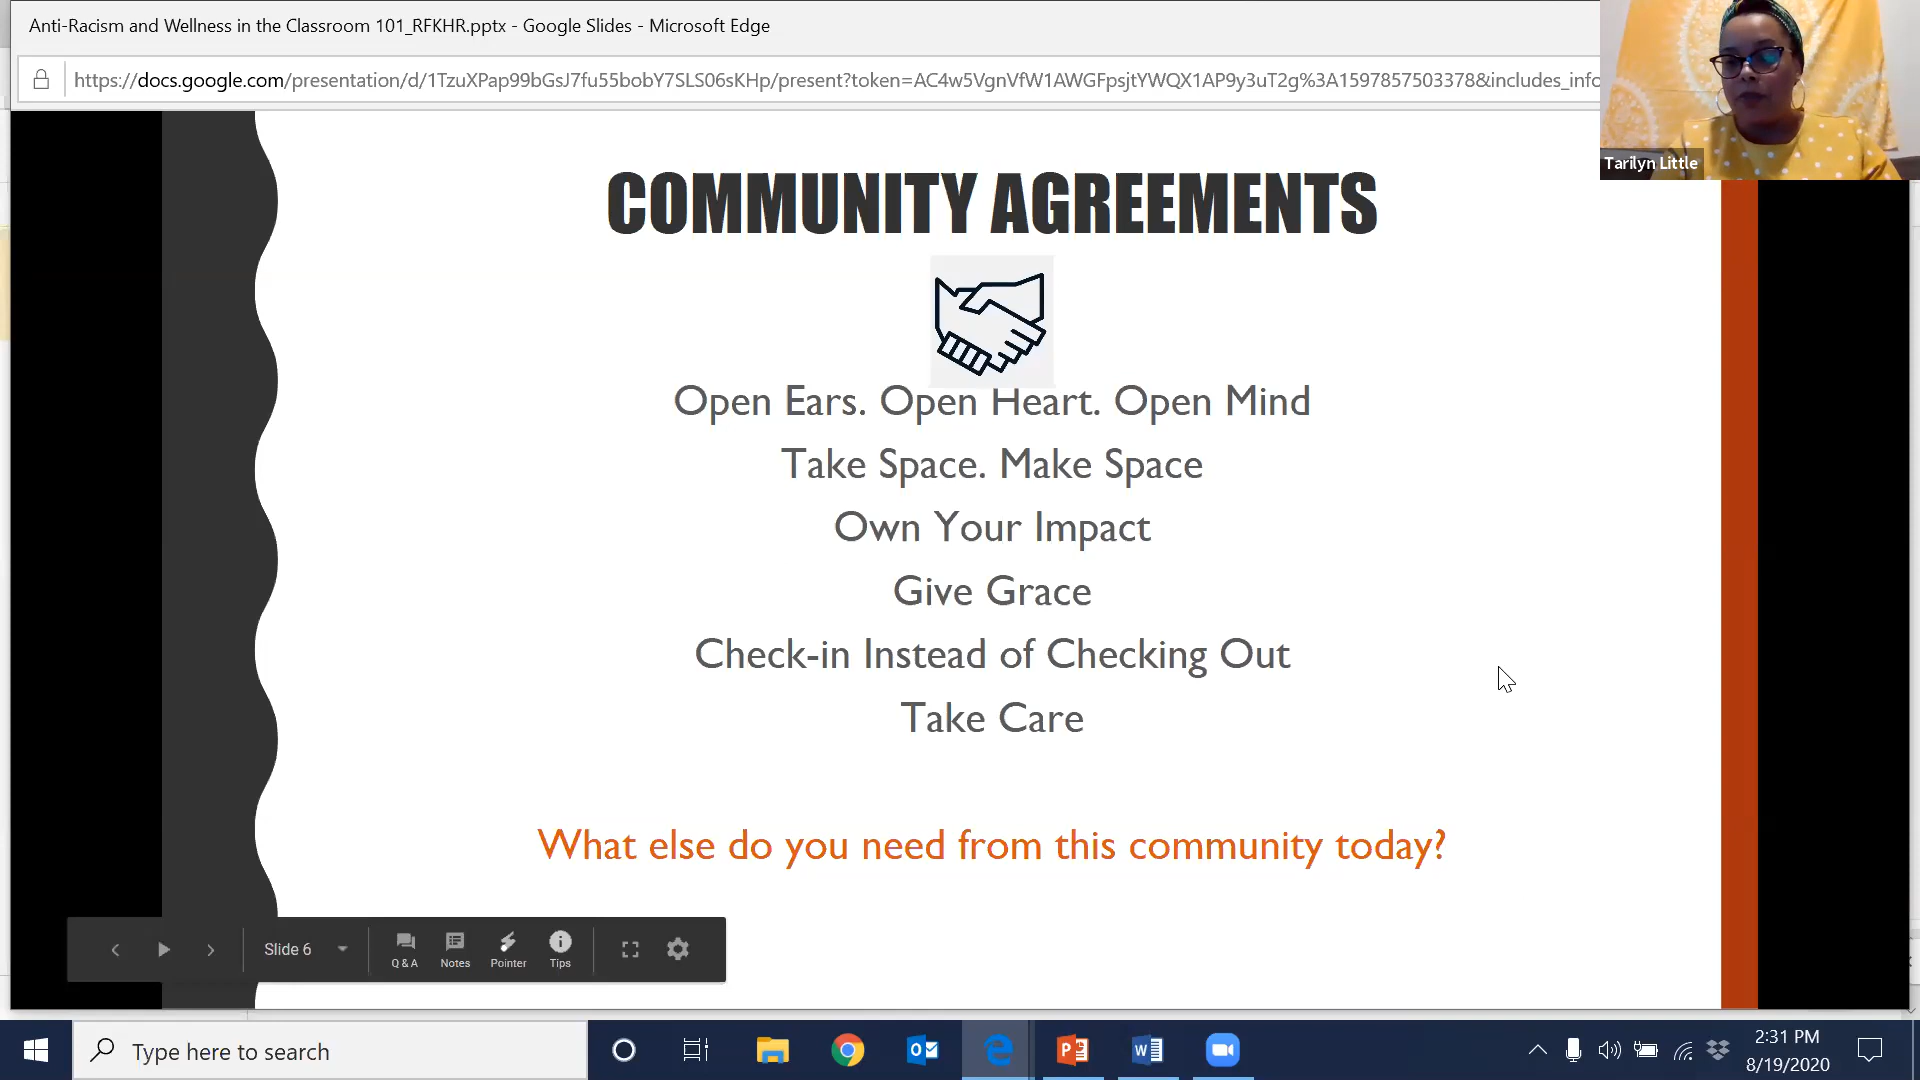 Anti-Racism and Wellness in the Classroom 101_RFKHR.pptx - Google Slides - Microsoft Edge
https://docs.google.com/presentation/d/1TzuXPap99bGsJ7fu55bobY7SLS06sKHp/present?token=AC4w5VgnVfW1AWGFpsjtYWQX1AP9y3uT2g%3A1597857503378&includes_info
Tarilyn Little
COMMUNITY AGREEMENTS
Open Ears. Open Heart. Open Mind
Take Space. Make Space
Own Your Impact
Give Grace
Check-in Instead of Checking Out
Take Care
What else do you need from this community today?
Slide 6
Q & A Notes Pointer Tips
Type here to search
2:31 PM
8/19/2020